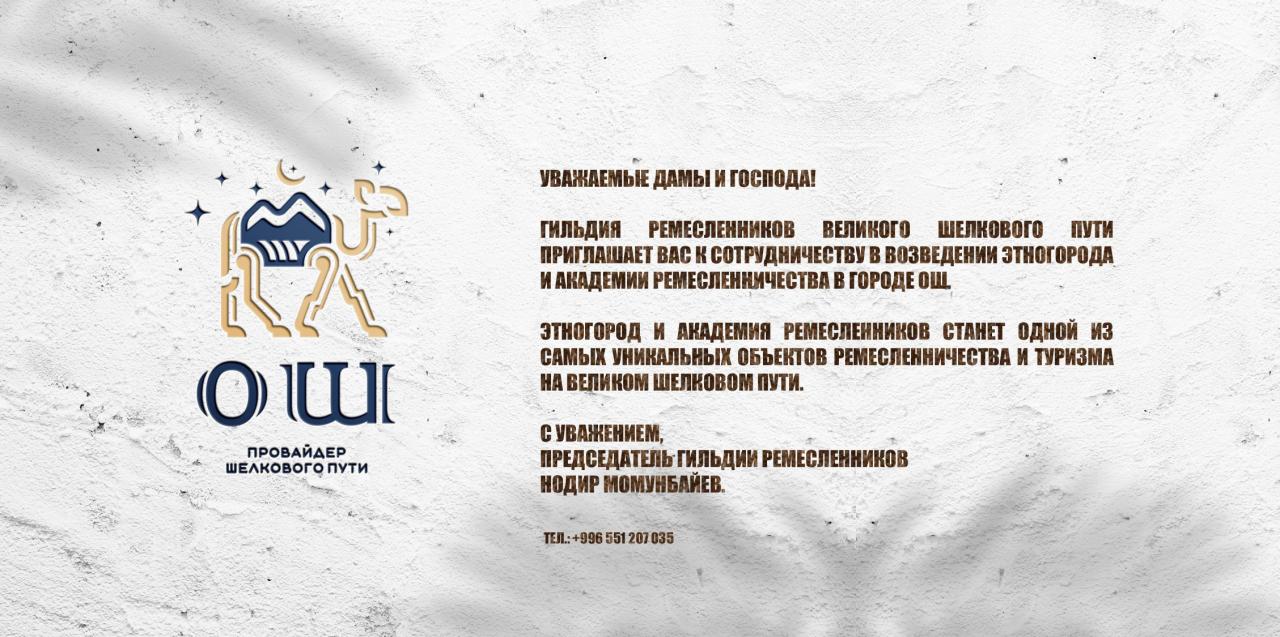 ОШ
ПРОВАЙДЕР
ШЕЛКОВОГО ПУТИ
УВАЖАЕМЫЕ ДАМЫ И ГОСПОДА!
ГИЛЬДИЯ РЕМЕСЛЕННИКОВ ВЕЛИКОГО ШЕЛКОВОГО ПУТИ
ПРИГЛАШАЕТ ВАС К СОТРУДНИЧЕСТВУ В ВОЗВЕДЕНИИ ЭТНОГОРОДА
И АКАДЕМИИ РЕМЕСЛЕННИЧЕСТВА В ГОРОДЕ ОШ.
ЭТНОГОРОД И АКАДЕМИЯ РЕМЕСЛЕННИКОВ СТАНЕТ ОДНОЙ ИЗ
САМЫХ УНИКАЛЬНЫХ ОБЪЕКТОВ РЕМЕСЛЕННИЧЕСТВА И ТУРИЗМА
НА ВЕЛИКОМ ШЕЛКОВОМ ПУТИ.
С УВАЖЕНИЕМ,
ПРЕДСЕДАТЕЛЬ ГИЛЬДИИ РЕМЕСЛЕННИКОВ
НОДИР МОМУНБАЙЕВ.
ТЕЛ.: +996 551 207 035